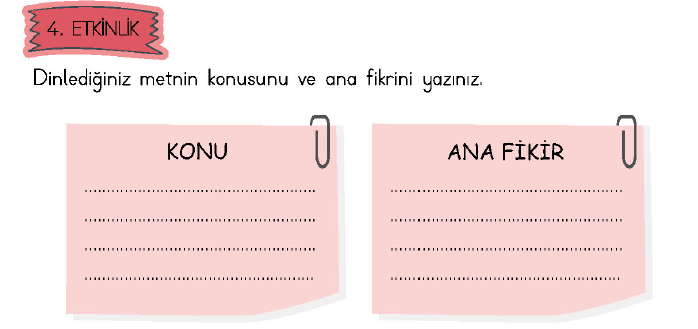 4. ETKİNLİK
Dinlediğiniz metnin konusunu ve ana fikrini yazınız.
KONU
ANA FİKİR